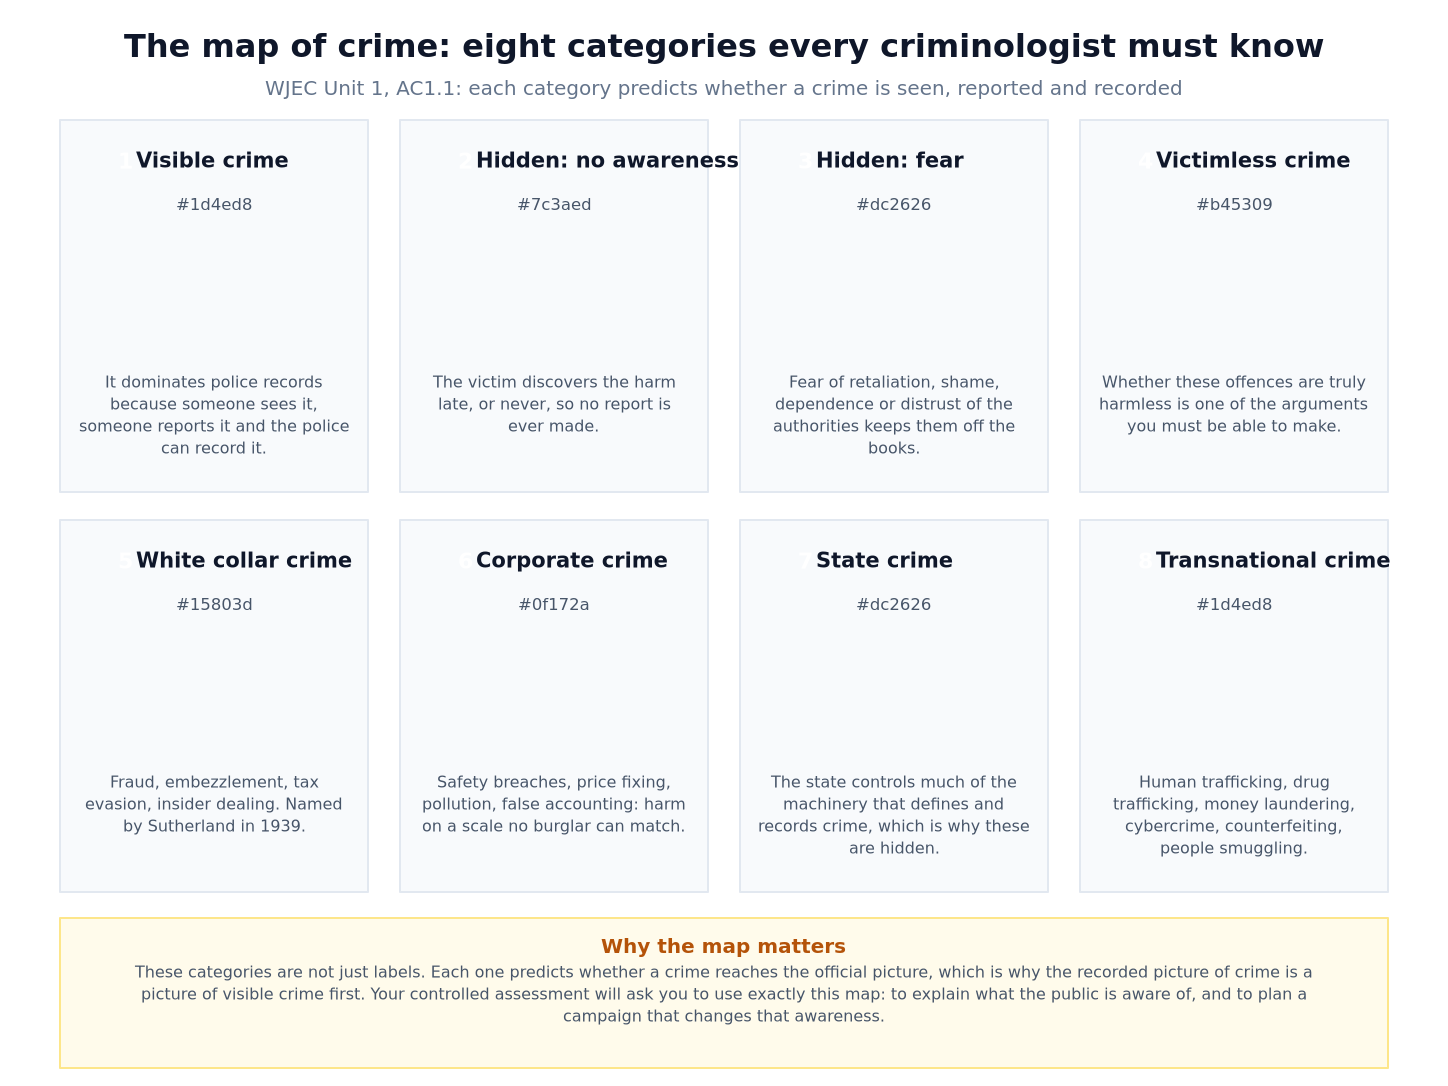 The map of crime: eight categories every criminologist must know
WJEC Unit 1, AC1.1: each category predicts whether a crime is seen, reported and recorded
1 Visible crime
#1d4ed8
It dominates police records
because someone sees it,
someone reports it and the police
can record it.
2 Hidden: no awareness
#7c3aed
The victim discovers the harm
late, or never, so no report is
ever made.
3 Hidden: fear
#dc2626
Fear of retaliation, shame,
dependence or distrust of the
authorities keeps them off the
books.
4 Victimless crime
#b45309
Whether these offences are truly
harmless is one of the arguments
you must be able to make.
5 White collar crime
#15803d
Fraud, embezzlement, tax
evasion, insider dealing. Named
by Sutherland in 1939.
6 Corporate crime
#0f172a
Safety breaches, price fixing,
pollution, false accounting: harm
on a scale no burglar can match.
7 State crime
#dc2626
The state controls much of the
machinery that defines and
records crime, which is why these
are hidden.
8 Transnational crime
#1d4ed8
Human trafficking, drug
trafficking, money laundering,
cybercrime, counterfeiting,
people smuggling.
Why the map matters
These categories are not just labels. Each one predicts whether a crime reaches the official picture, which is why the recorded picture of crime is a
picture of visible crime first. Your controlled assessment will ask you to use exactly this map: to explain what the public is aware of, and to plan a
campaign that changes that awareness.